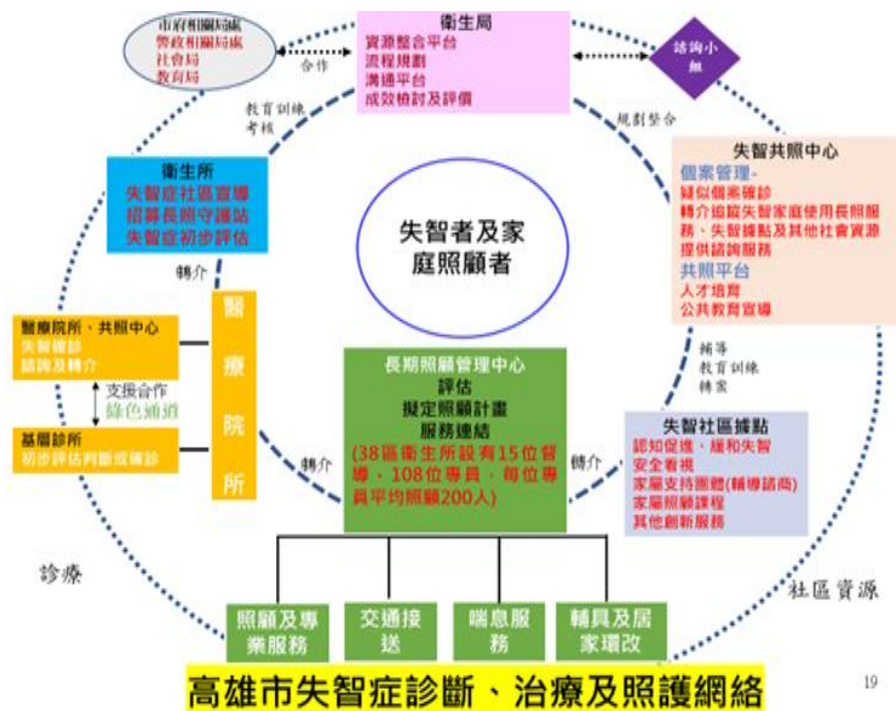 市府相關局處
警政相關局處
社會局
教育局
合作
衛生局
資源整合平台
流程規劃
溝通平台
成效檢討及評價
諮詢小
組
教育訓練
考核
規劃整合
衛生所
失智症社區宣導
招募長照守護站
失智症初步評估
失智者及家
庭照顧者
失智共照中心
個案管理-
疑似個案確診
轉介追蹤失智家庭使用長照服
務、失智據點及其他社會資源
提供諮詢服務
共照平台
人才培育
公共教育宣導
轉介
醫療院所
醫療院所、共照中心
失智確診
諮詢及轉介
支援合作
綠色通道
基層診所
初步評估判斷或確診
轉介
長期照顧管理中心
評估
擬定照顧計畫
服務連結
(38區衛生所設有15位督
導、108位專員，每位專
員平均照顧200人)
轉介
輔等
教育訓練
轉案
失智社區據點
認知促進、緩和失智
安全看視
家屬支持團體(輔導諮商)
家屬照顧課程
其他創新服務
診療
社區資源
照顧及專
業服務
交通接
送
喘息服
務
輔具及居
家環改
高雄市失智症診斷、治療及照護網絡
19